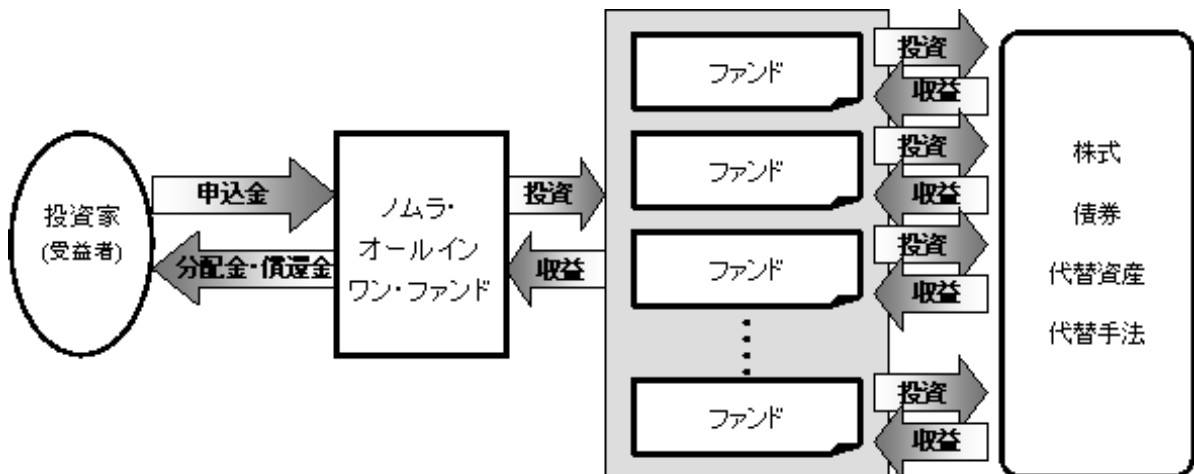 投資家
(受益者)
申込金
分配金・償還金
ノムラ・
オールイン
ワン・ファンド
投資
収益
ファンド
投資
収益
ファンド
投資
収益
ファンド
投資
収益
ファンド
投資
収益
株式
債券
代替資産
代替手法